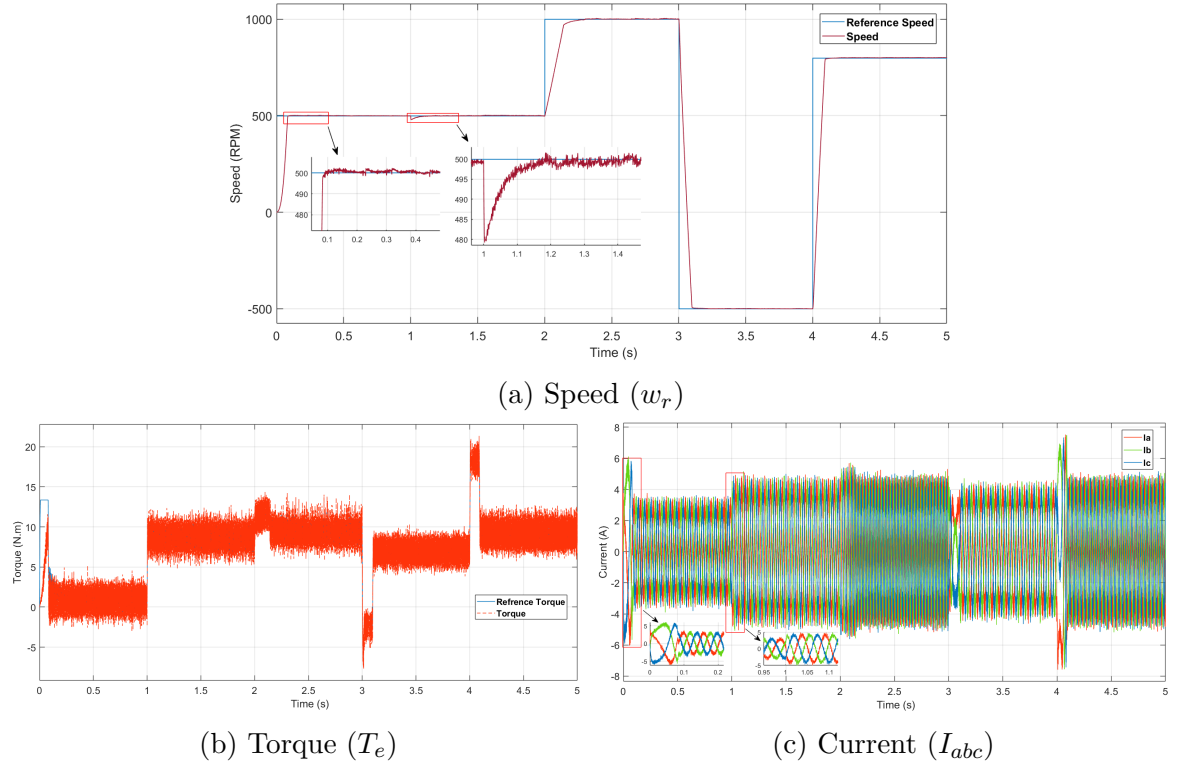 1000
500
0
-500
Speed (RPM)
Reference Speed
Speed
500
495
490
480
0.1 0.2 0.3 0.4
500
495
490
485
480
1 1.1 1.2 1.3 1.4
0 0.5 1 1.5 2 2.5 3 3.5 4 4.5 5
Time (s)
(a) Speed (w_r)
20
15
10
5
0
-5
Torque (N.m)
Refrence Torque
Torque
0 0.5 1 1.5 2 2.5 3 3.5 4 4.5 5
Time (s)
(b) Torque (T_e)
8
6
4
2
0
-2
-4
-6
-8
Current (A)
Ia
Ib
Ic
5
0
-5
0 0.1 0.2
5
0
-5
0.95 1 1.05 1.1
0 0.5 1 1.5 2 2.5 3 3.5 4 4.5 5
Time (s)
(c) Current (I_{abc})